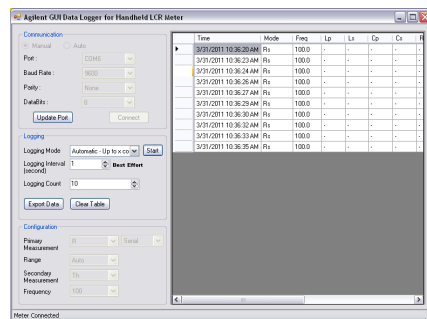 Agilent GUI Data Logger for Handheld LCR Meter
Communication
Manual Auto
Port : COM6
Baud Rate : 9600
Parity : None
DataBits : 8
Update Port Connect
Logging
Logging Mode Automatic - Up to x co Start
Logging Interval (second) 1 Best Effort
Logging Count 10
Export Data Clear Table
Configuration
Primary Measurement R Serial
Range Auto
Secondary Measurement Th
Frequency 100
Time Mode Freq Lp Ls Cp Cs R
3/31/2011 10:36:20 AM Rs 100.0 - - - -
3/31/2011 10:36:23 AM Rs 100.0 - - - -
3/31/2011 10:36:24 AM Rs 100.0 - - - -
3/31/2011 10:36:26 AM Rs 100.0 - - - -
3/31/2011 10:36:27 AM Rs 100.0 - - - -
3/31/2011 10:36:29 AM Rs 100.0 - - - -
3/31/2011 10:36:30 AM Rs 100.0 - - - -
3/31/2011 10:36:32 AM Rs 100.0 - - - -
3/31/2011 10:36:33 AM Rs 100.0 - - - -
3/31/2011 10:36:35 AM Rs 100.0 - - - -
Meter Connected